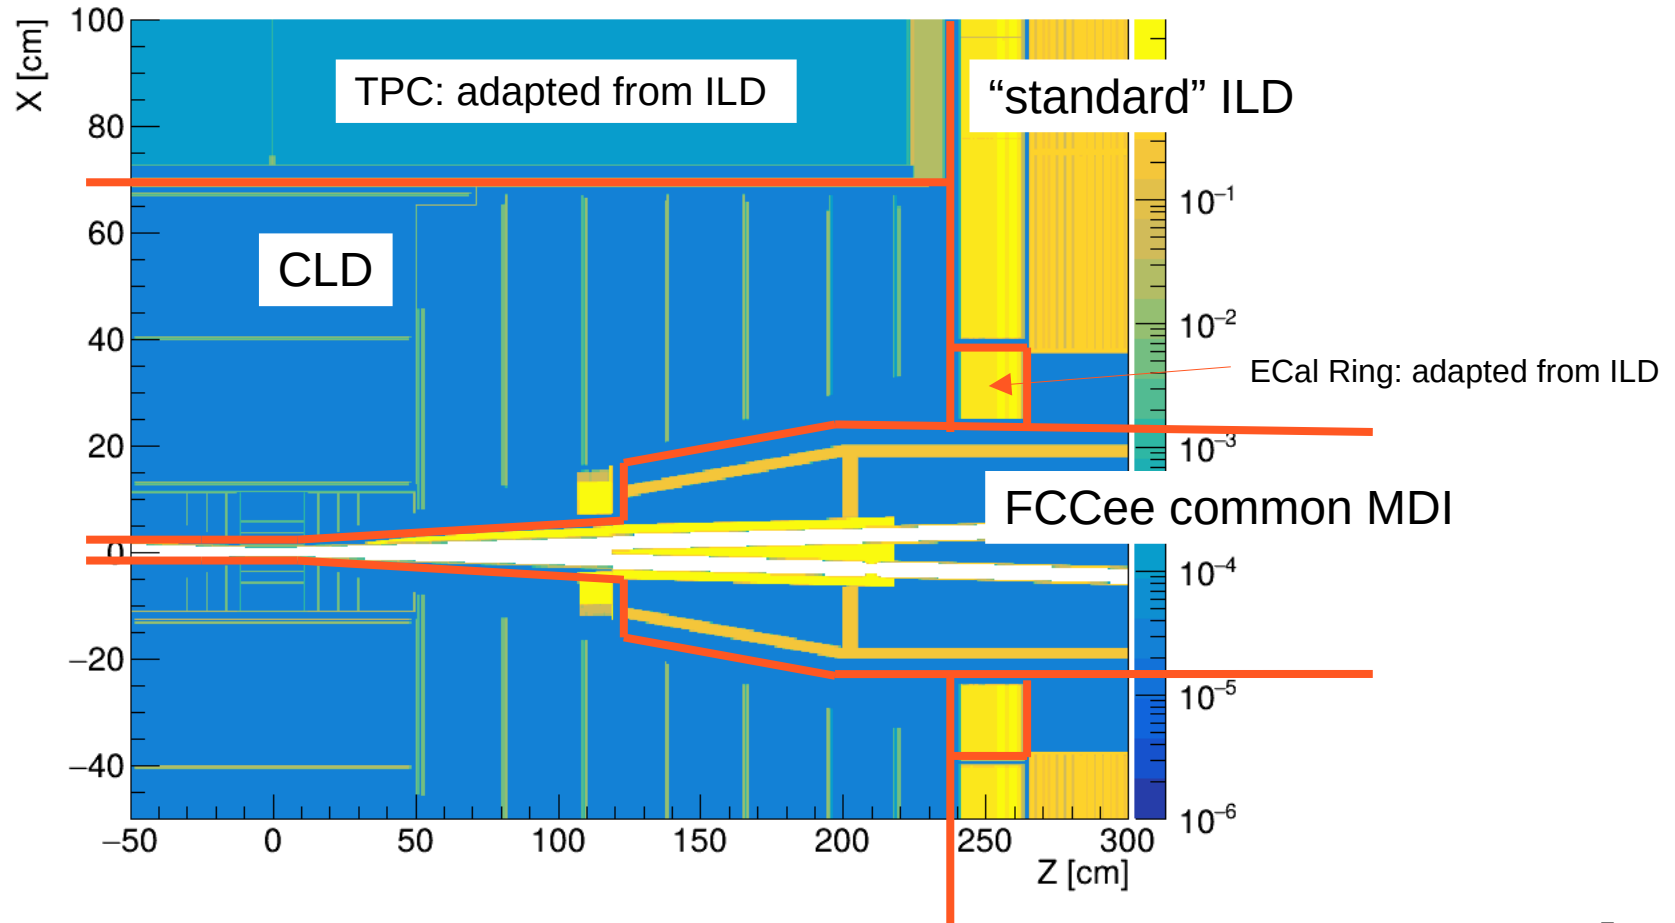 X [cm]
100
80
60
40
20
0
−20
−40
TPC: adapted from ILD
“standard” ILD
CLD
ECal Ring: adapted from ILD
FCCee common MDI
10−1
10−2
10−3
10−4
10−5
10−6
−50 0 50 100 150 200 250 300
Z [cm]